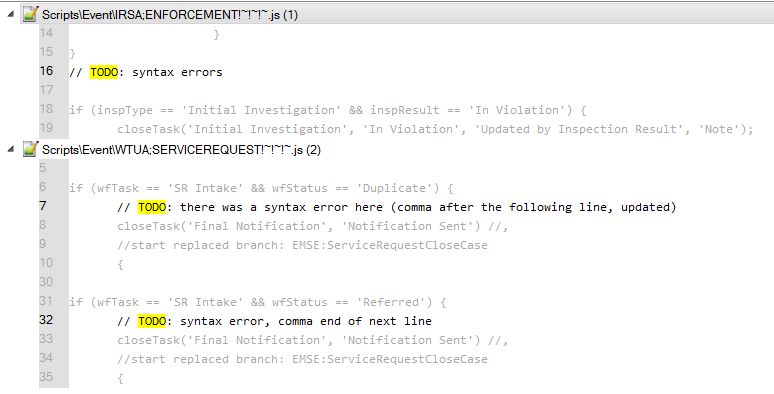 Scripts\Event\IRSA;ENFORCEMENT!~!~!~.js (1)
14 }
15 }
16 // TODO: syntax errors
17
18 if (inspType == 'Initial Investigation' && inspResult == 'In Violation') {
19 closeTask('Initial Investigation', 'In Violation', 'Updated by Inspection Result', 'Note');
Scripts\Event\WTUA;SERVICEREQUEST!~!~!~.js (2)
5
6 if (wfTask == 'SR Intake' && wfStatus == 'Duplicate') {
7 // TODO: there was a syntax error here (comma after the following line, updated)
8 closeTask('Final Notification', 'Notification Sent') //,
9 //start replaced branch: EMSE:ServiceRequestCloseCase
10 {
30
31 if (wfTask == 'SR Intake' && wfStatus == 'Referred') {
32 // TODO: syntax error, comma end of next line
33 closeTask('Final Notification', 'Notification Sent') //,
34 //start replaced branch: EMSE:ServiceRequestCloseCase
35 {